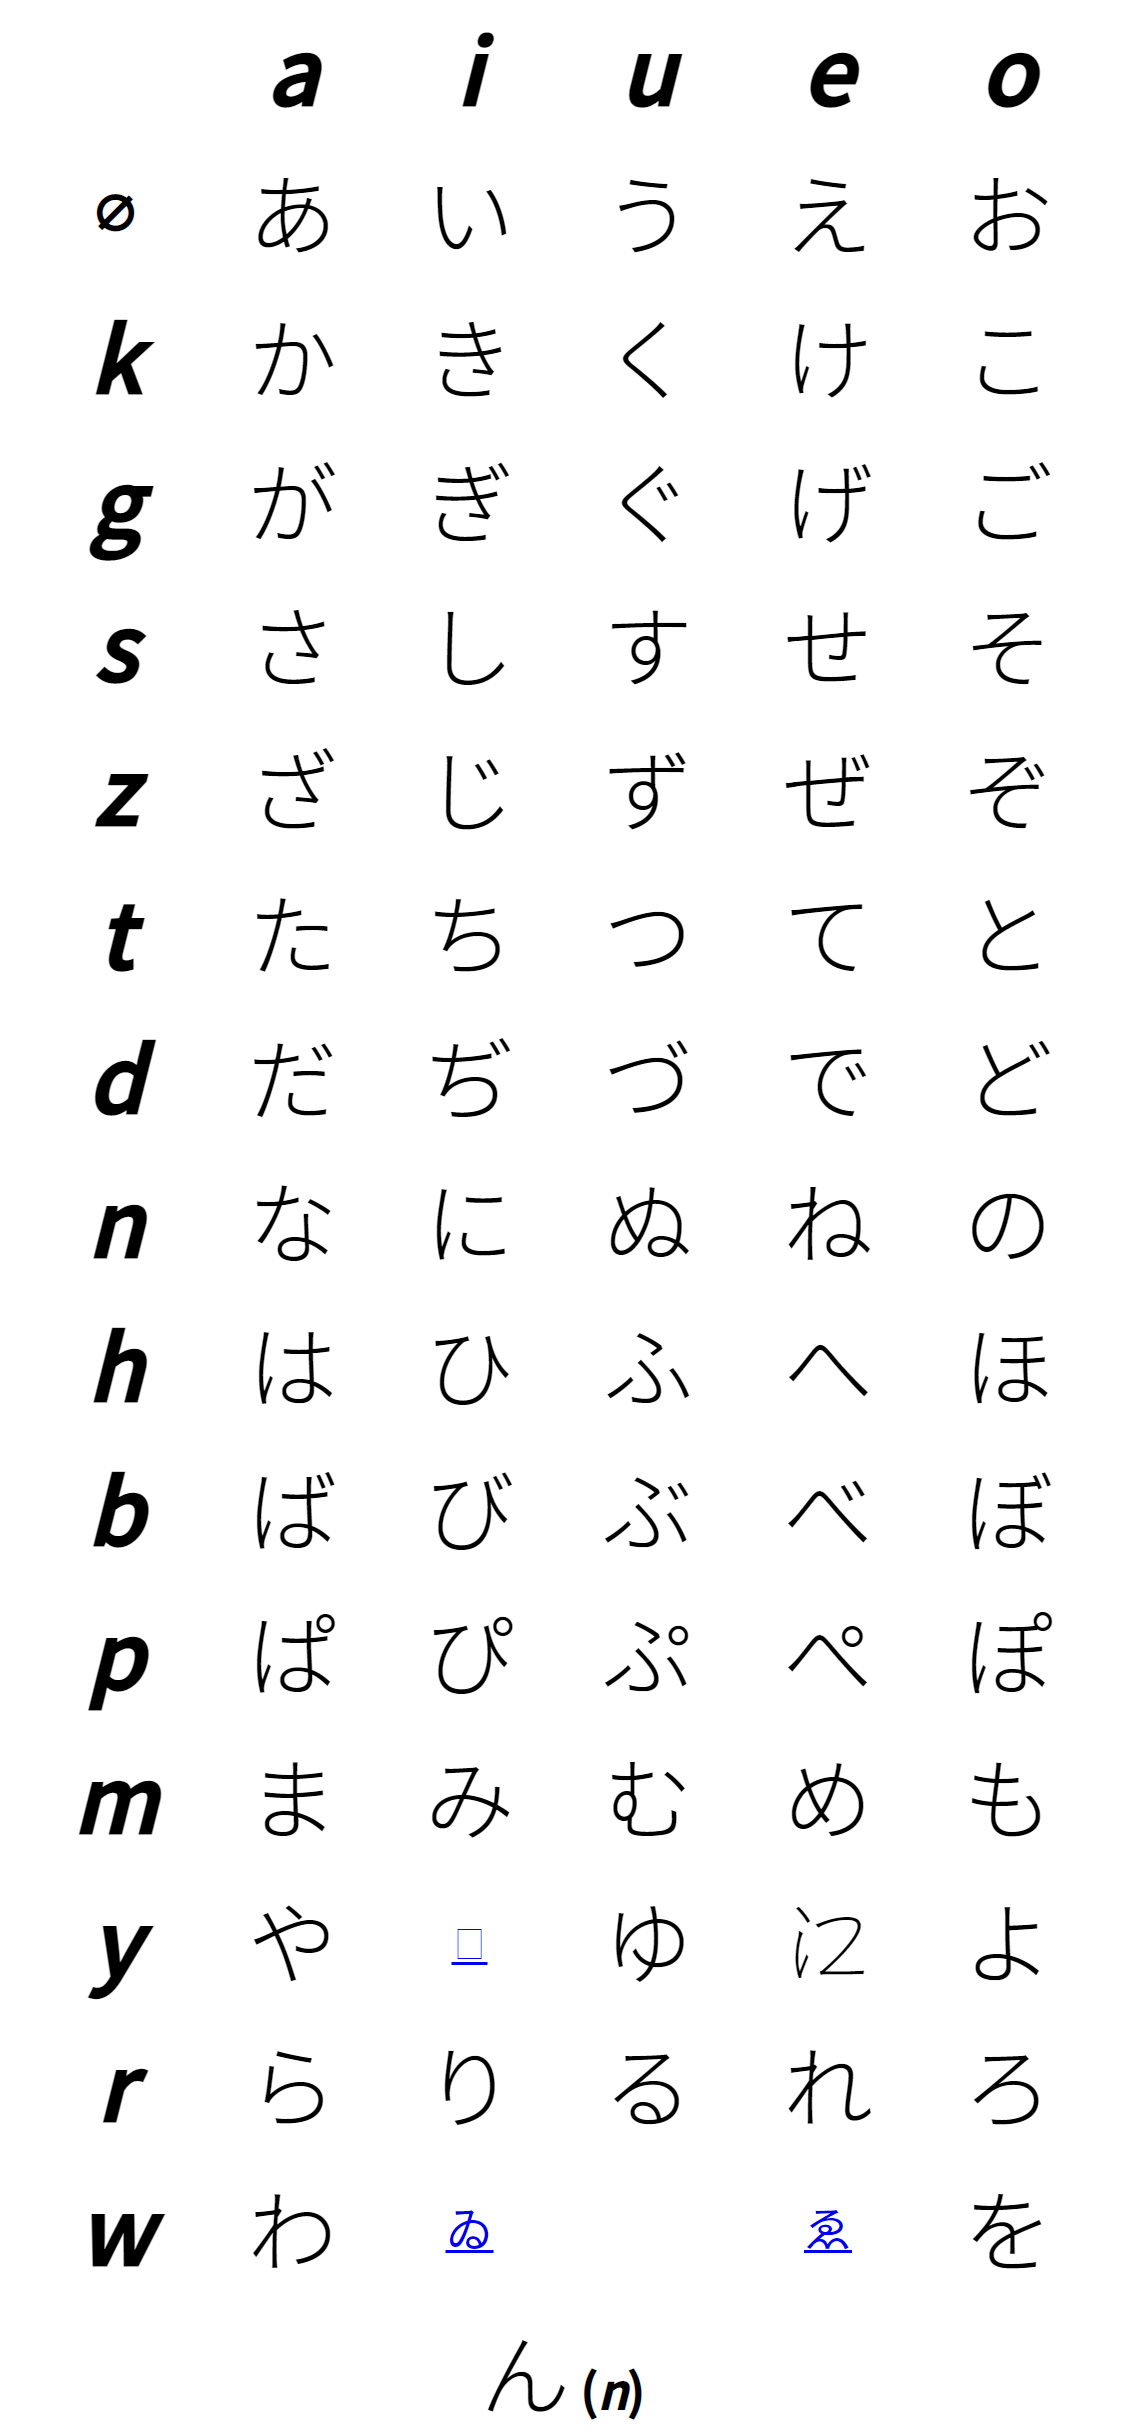 a i u e o
∅ あ い う え お
k か き く け こ
g が ぎ ぐ げ ご
s さ し す せ そ
z ざ じ ず ぜ ぞ
t た ち つ て と
d だ ぢ づ で ど
n な に ぬ ね の
h は ひ ふ へ ほ
b ば び ぶ べ ぼ
p ぱ ぴ ぷ ぺ ぽ
m ま み む め も
y や ゆ 𛀁 よ
r ら り る れ ろ
w わ ゐ ゑ を
ん (n)